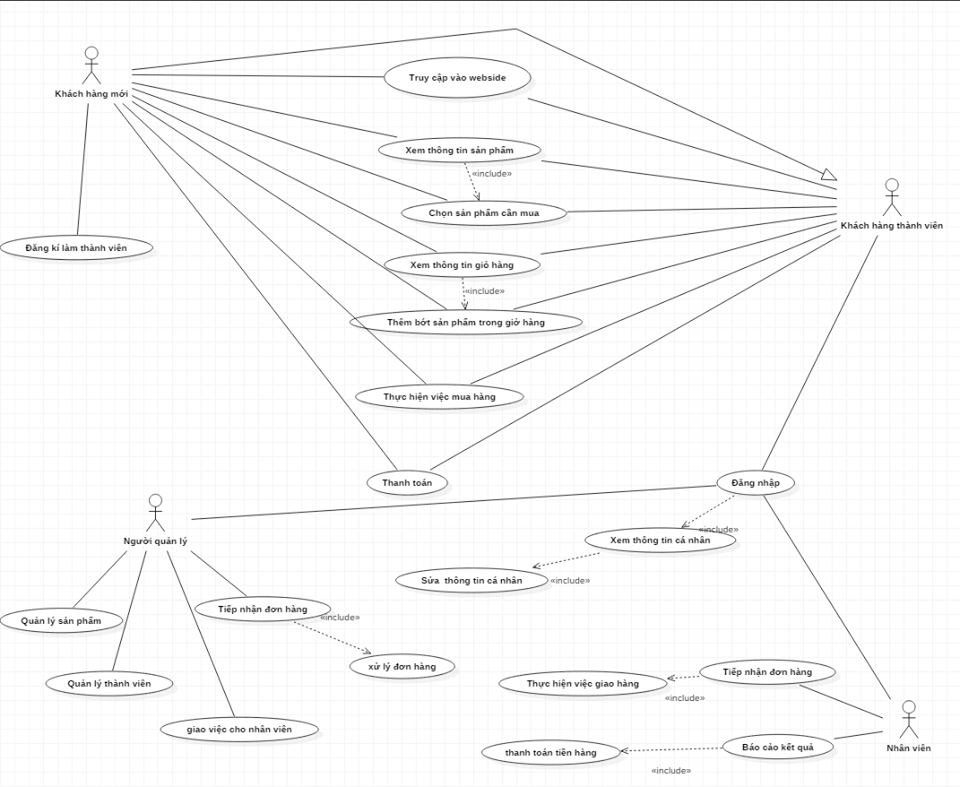 Truy cập vào webside
Khách hàng mới
Xem thông tin sản phẩm
«include»
Chọn sản phẩm cần mua
Khách hàng thành viên
Đăng kí làm thành viên
Xem thông tin giỏ hàng
«include»
Thêm bớt sản phẩm trong giở hàng
Thực hiện việc mua hàng
Thanh toán
Đăng nhập
«include»
Người quản lý
Xem thông tin cá nhân
Sửa thông tin cá nhân
«include»
Tiếp nhận đơn hàng
«include»
Quản lý sản phẩm
xử lý đơn hàng
Tiếp nhận đơn hàng
Quản lý thành viên
Thực hiện việc giao hàng
«include»
giao việc cho nhân viên
Báo cáo kết quả
Nhân viên
thanh toán tiền hàng
«include»